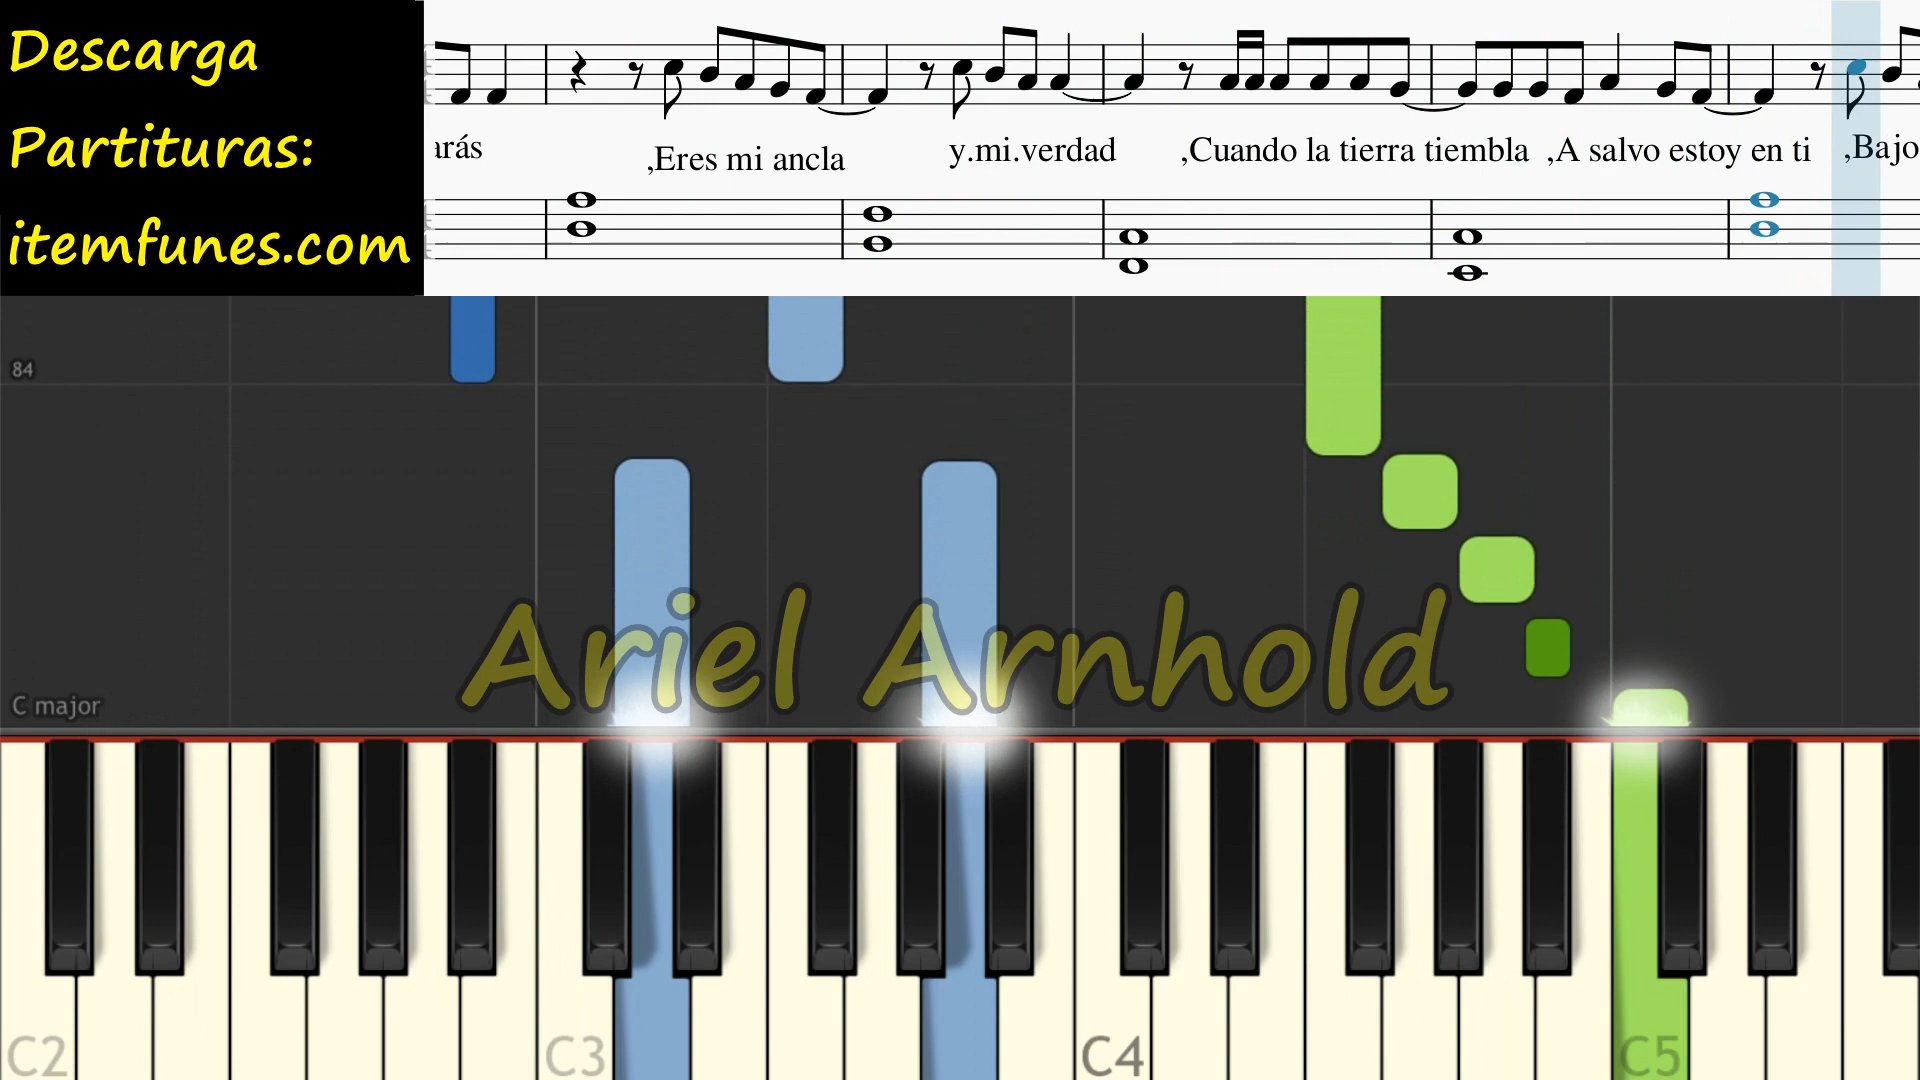 Descarga
Partituras:
itemfunes.com
arás ,Eres mi ancla y.mi.verdad ,Cuando la tierra tiembla ,A salvo estoy en ti ,Bajo
84
Ariel Arnhold
C major
C2 C3 C4 C5